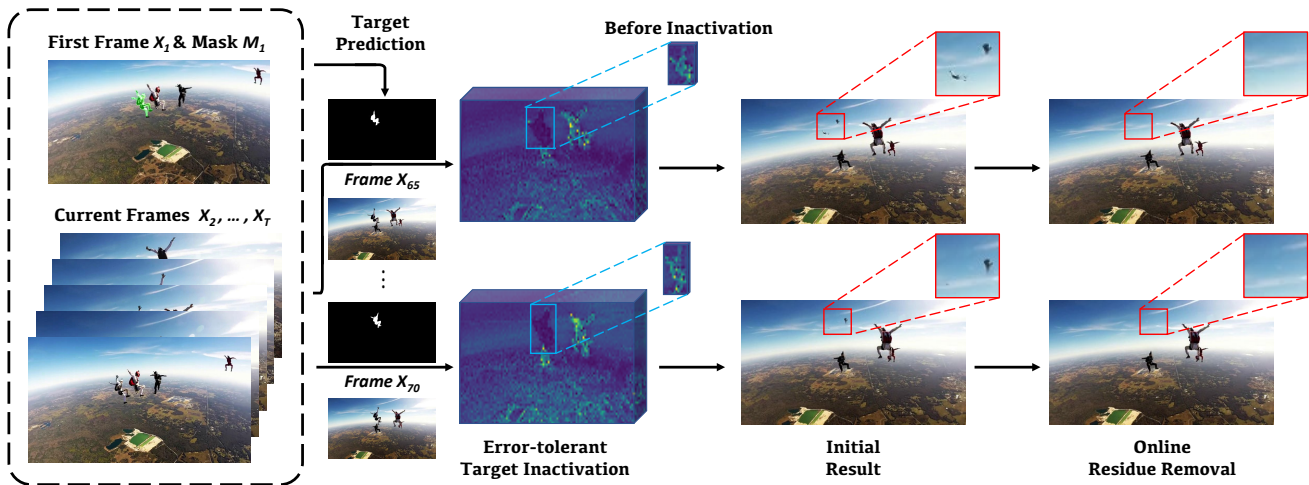 First Frame X1 & Mask M1
Current Frames X2 , ... , XT
Target
Prediction
Frame X65
⋮
Frame X70
Before Inactivation
Error-tolerant
Target Inactivation
Initial
Result
Online
Residue Removal